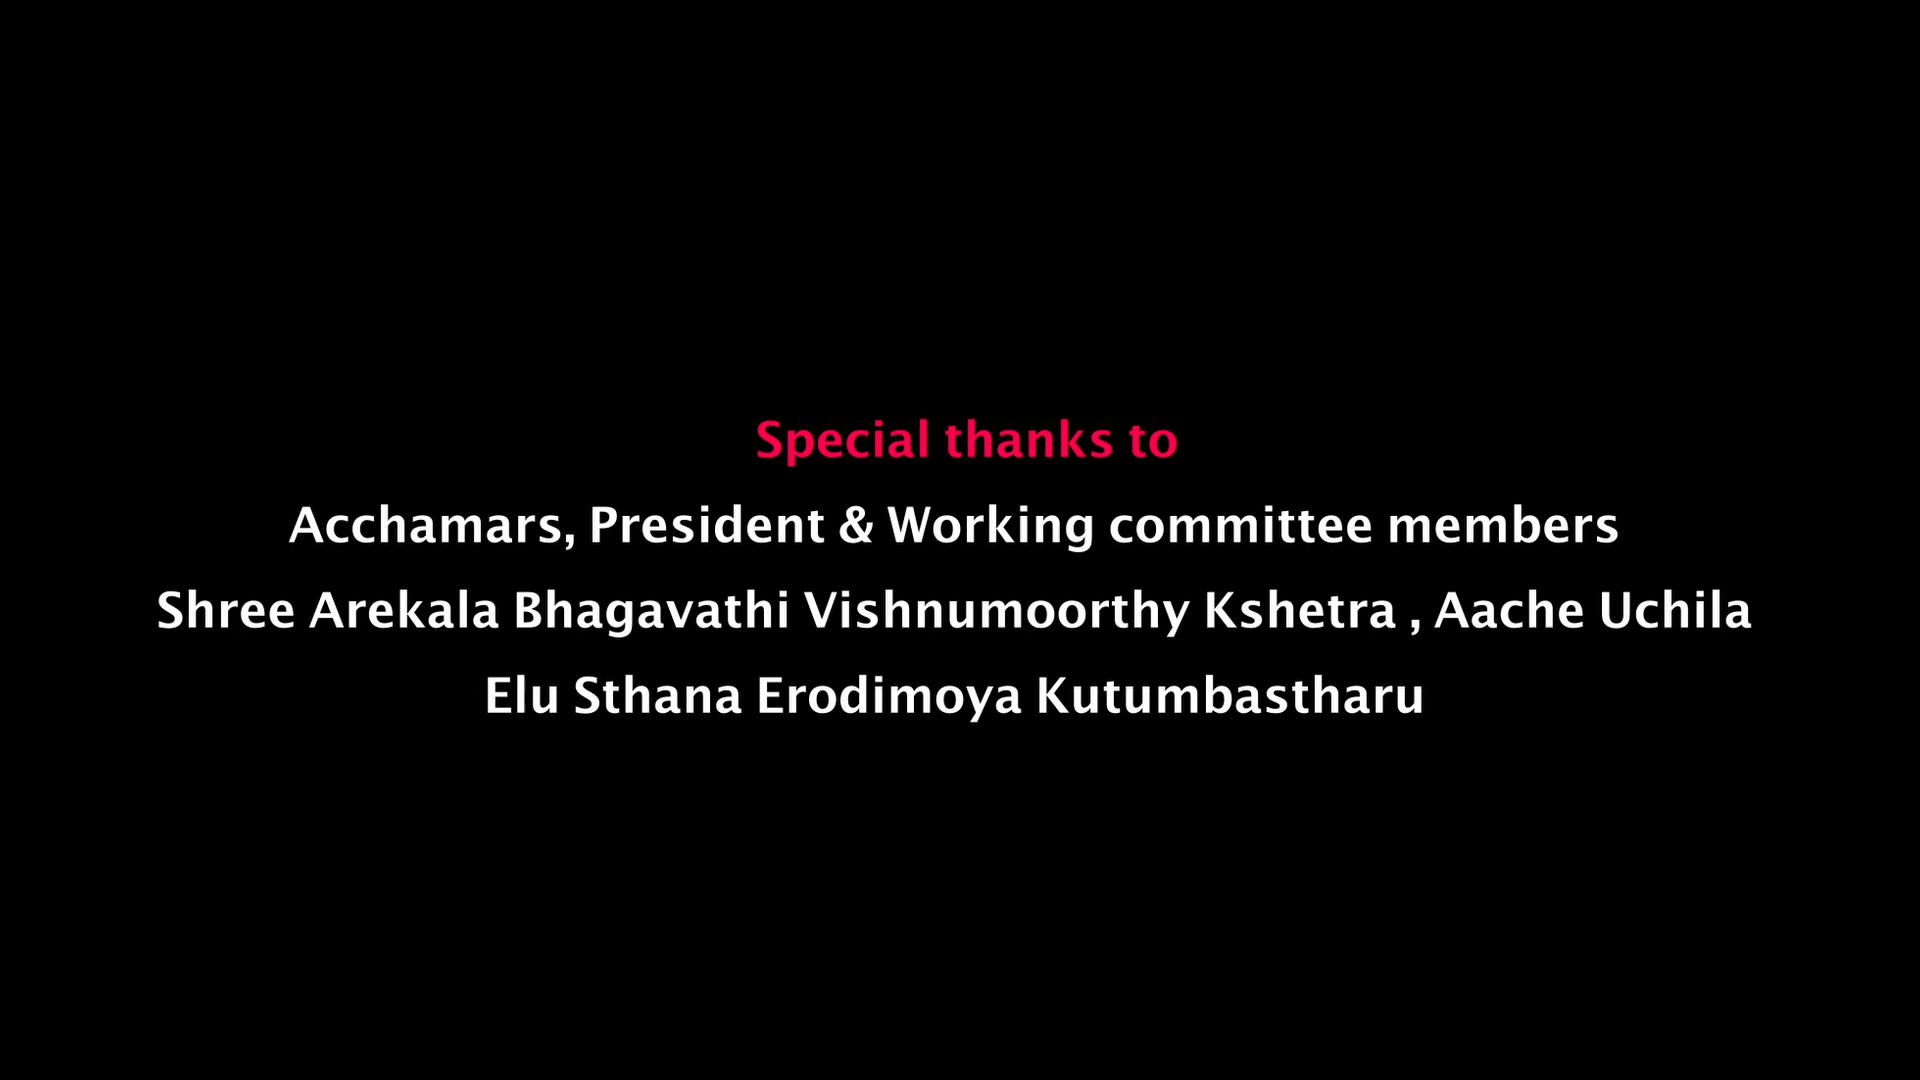 Special thanks to
Acchamars, President & Working committee members
Shree Arekala Bhagavathi Vishnumoorthy Kshetra , Aache Uchila
Elu Sthana Erodimoya Kutumbastharu